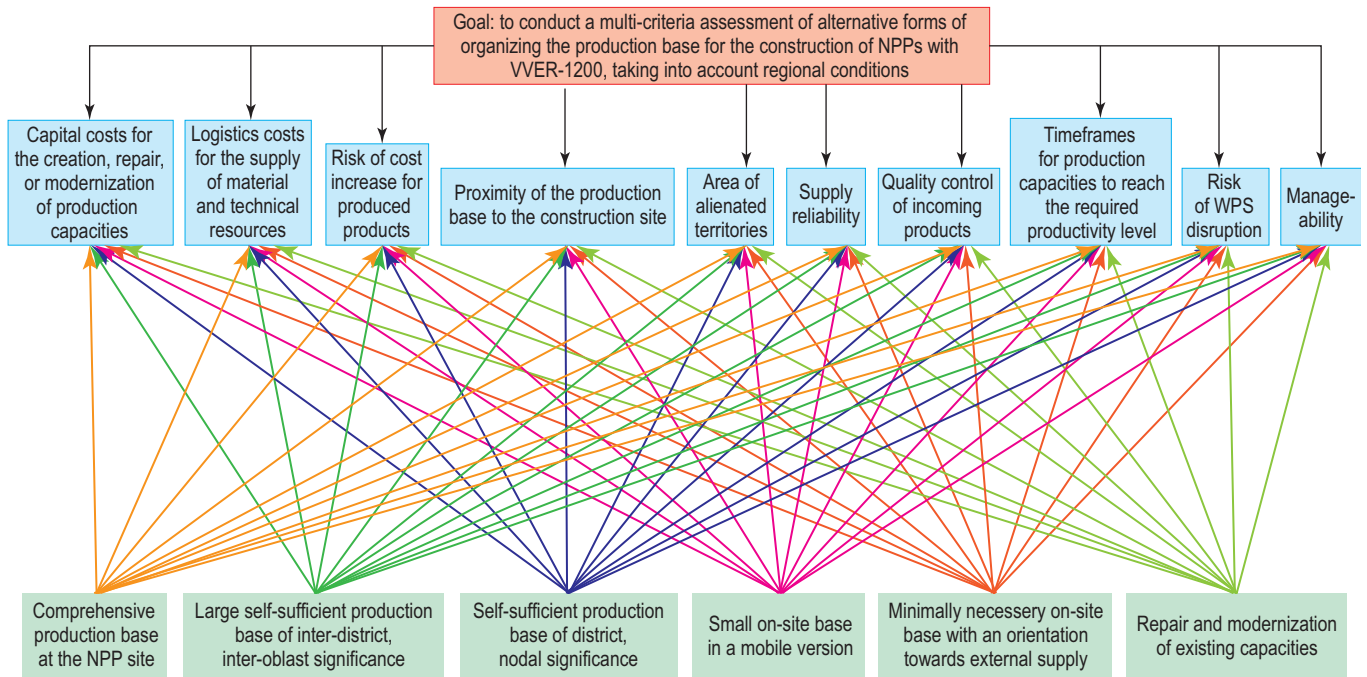 Goal: to conduct a multi-criteria assessment of alternative forms of
organizing the production base for the construction of NPPs with
VVER-1200, taking into account regional conditions
Capital costs for
the creation, repair,
or modernization
of production
capacities
Logistics costs
for the supply
of material
and technical
resources
Risk of cost
increase for
produced
products
Proximity of the production
base to the construction site
Area of
alienated
territories
Supply
reliability
Quality control
of incoming
products
Timeframes
for production
capacities to reach
the required
productivity level
Risk
of WPS
disruption
Manage-
ability
Comprehensive
production base
at the NPP site
Large self-sufficient production
base of inter-district,
inter-oblast significance
Self-sufficient production
base of district,
nodal significance
Small on-site base
in a mobile version
Minimally necessery on-site
base with an orientation
towards external supply
Repair and modernization
of existing capacities